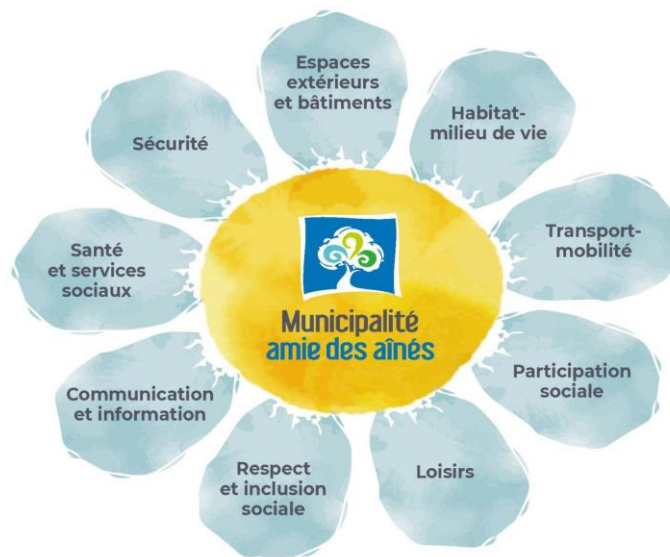 Espaces
extérieurs
et bâtiments
Habitat-
milieu de vie
Transport-
mobilité
Participation
sociale
Loisirs
Respect
et inclusion
sociale
Communication
et information
Santé
et services
sociaux
Sécurité
Municipalité
amie des aînés